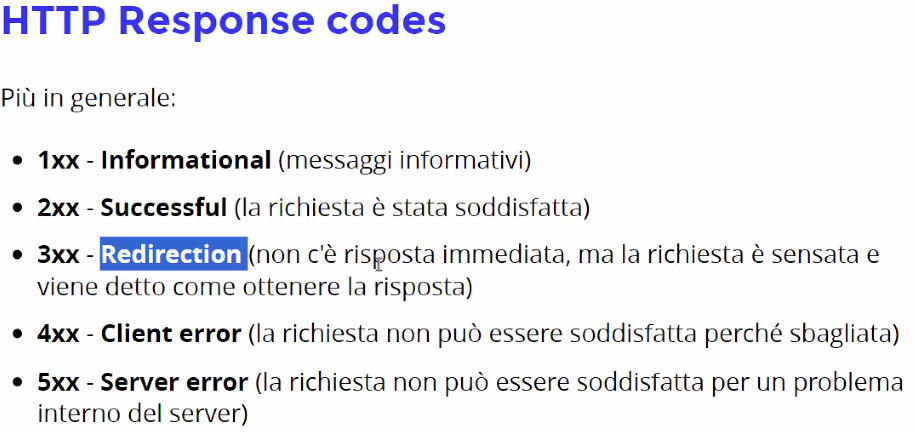 HTTP Response codes
Più in generale:
• 1xx - Informational (messaggi informativi)
• 2xx - Successful (la richiesta è stata soddisfatta)
• 3xx - Redirection (non c'è risposta immediata, ma la richiesta è sensata e
viene detto come ottenere la risposta)
• 4xx - Client error (la richiesta non può essere soddisfatta perché sbagliata)
• 5xx - Server error (la richiesta non può essere soddisfatta per un problema
interno del server)